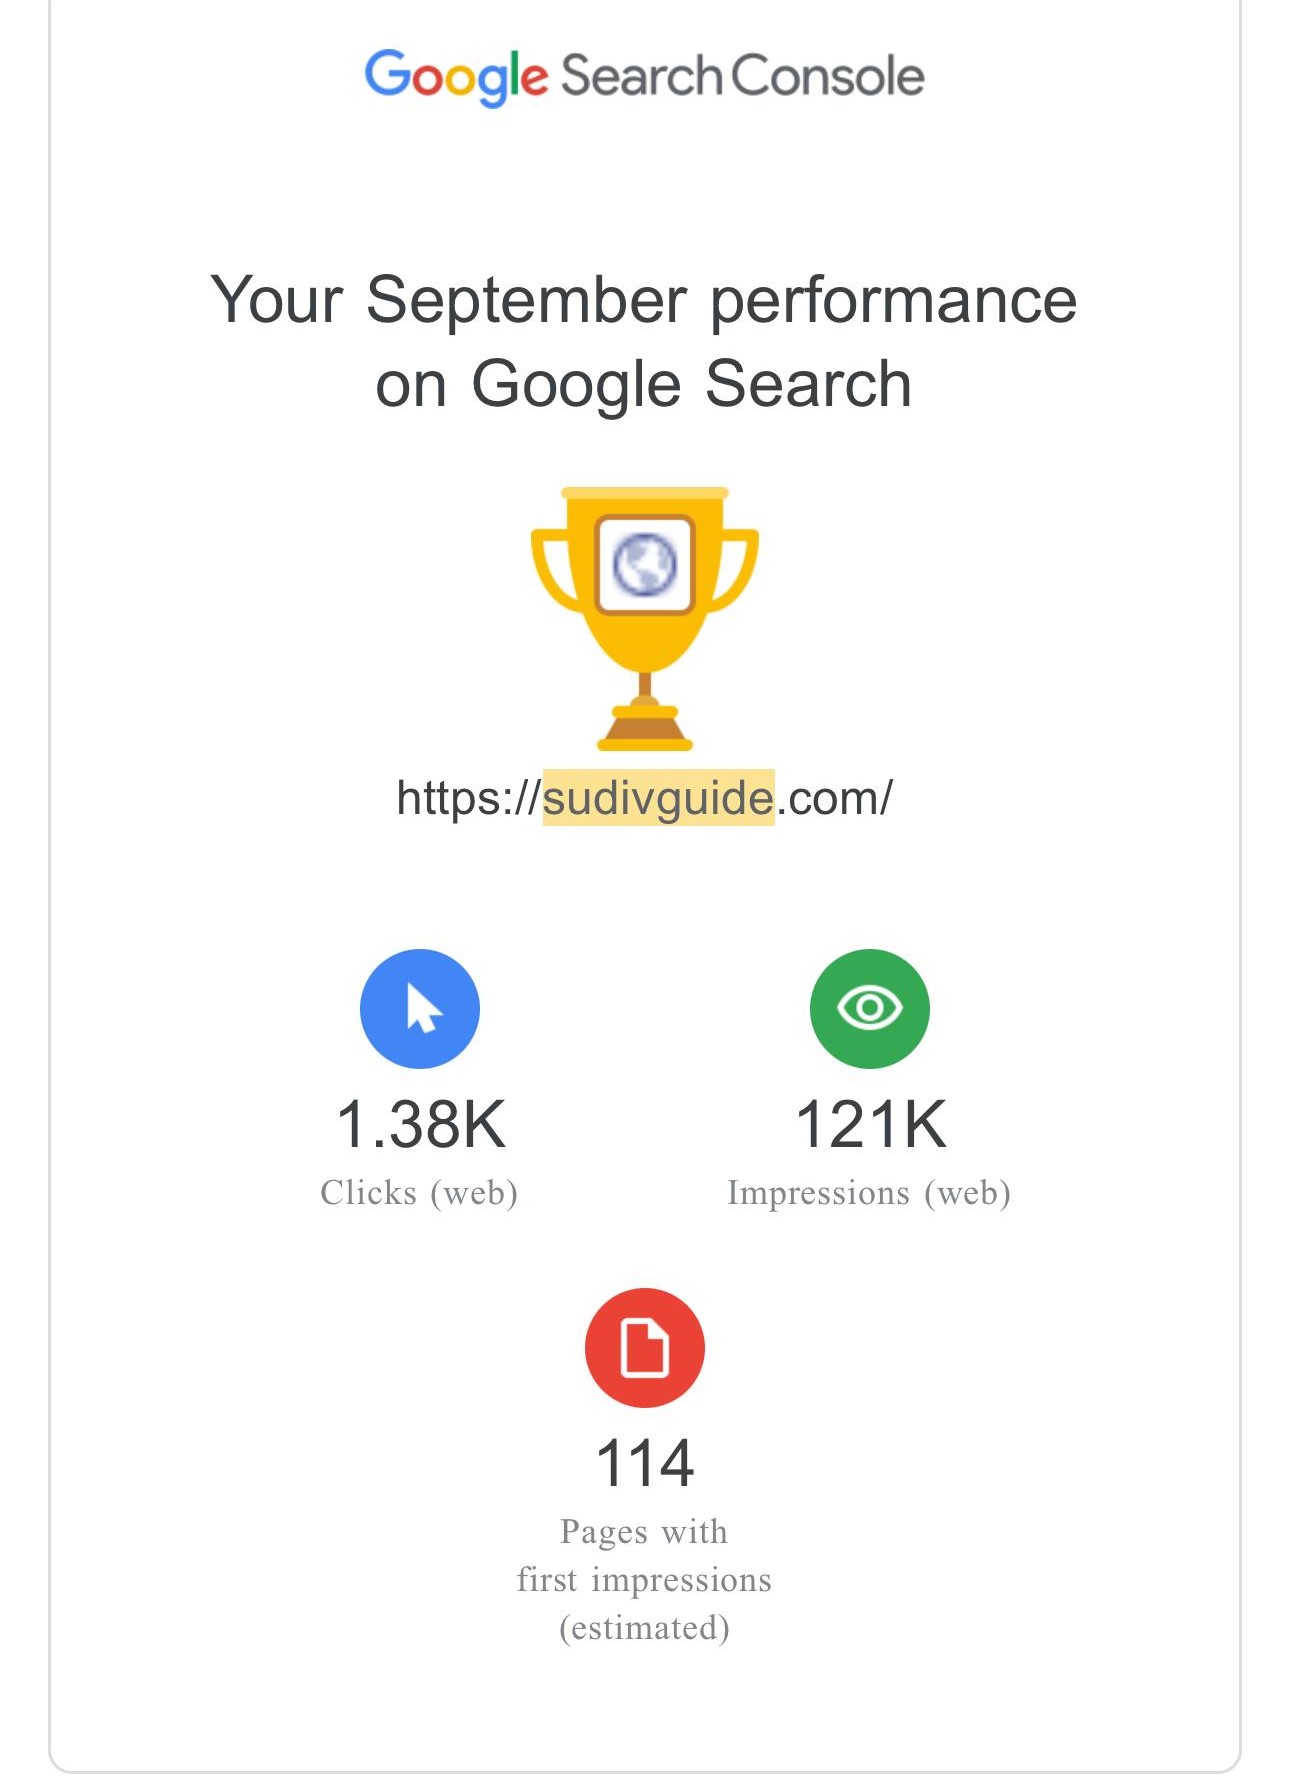 Google Search Console
Your September performance
on Google Search
https://sudivguide.com/
1.38K
Clicks (web)
121K
Impressions (web)
114
Pages with
first impressions
(estimated)